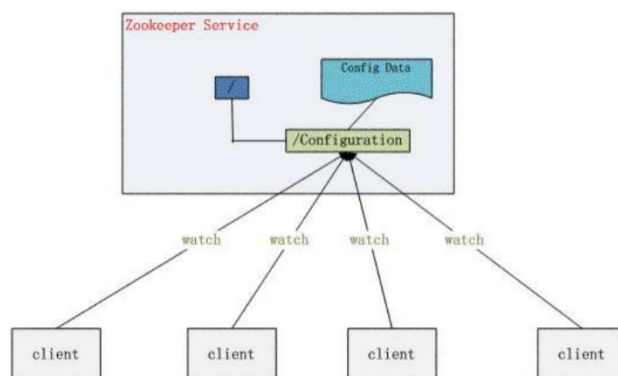 Zookeeper Service
Config Data
/
/Configuration
watch watch watch watch
client client client client